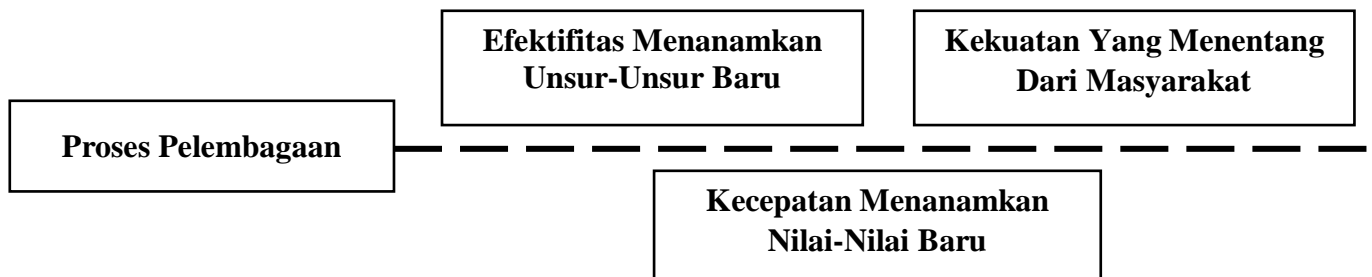 Efektifitas Menanamkan
Unsur-Unsur Baru
Kekuatan Yang Menentang
Dari Masyarakat
Proses Pelembagaan
Kecepatan Menanamkan
Nilai-Nilai Baru